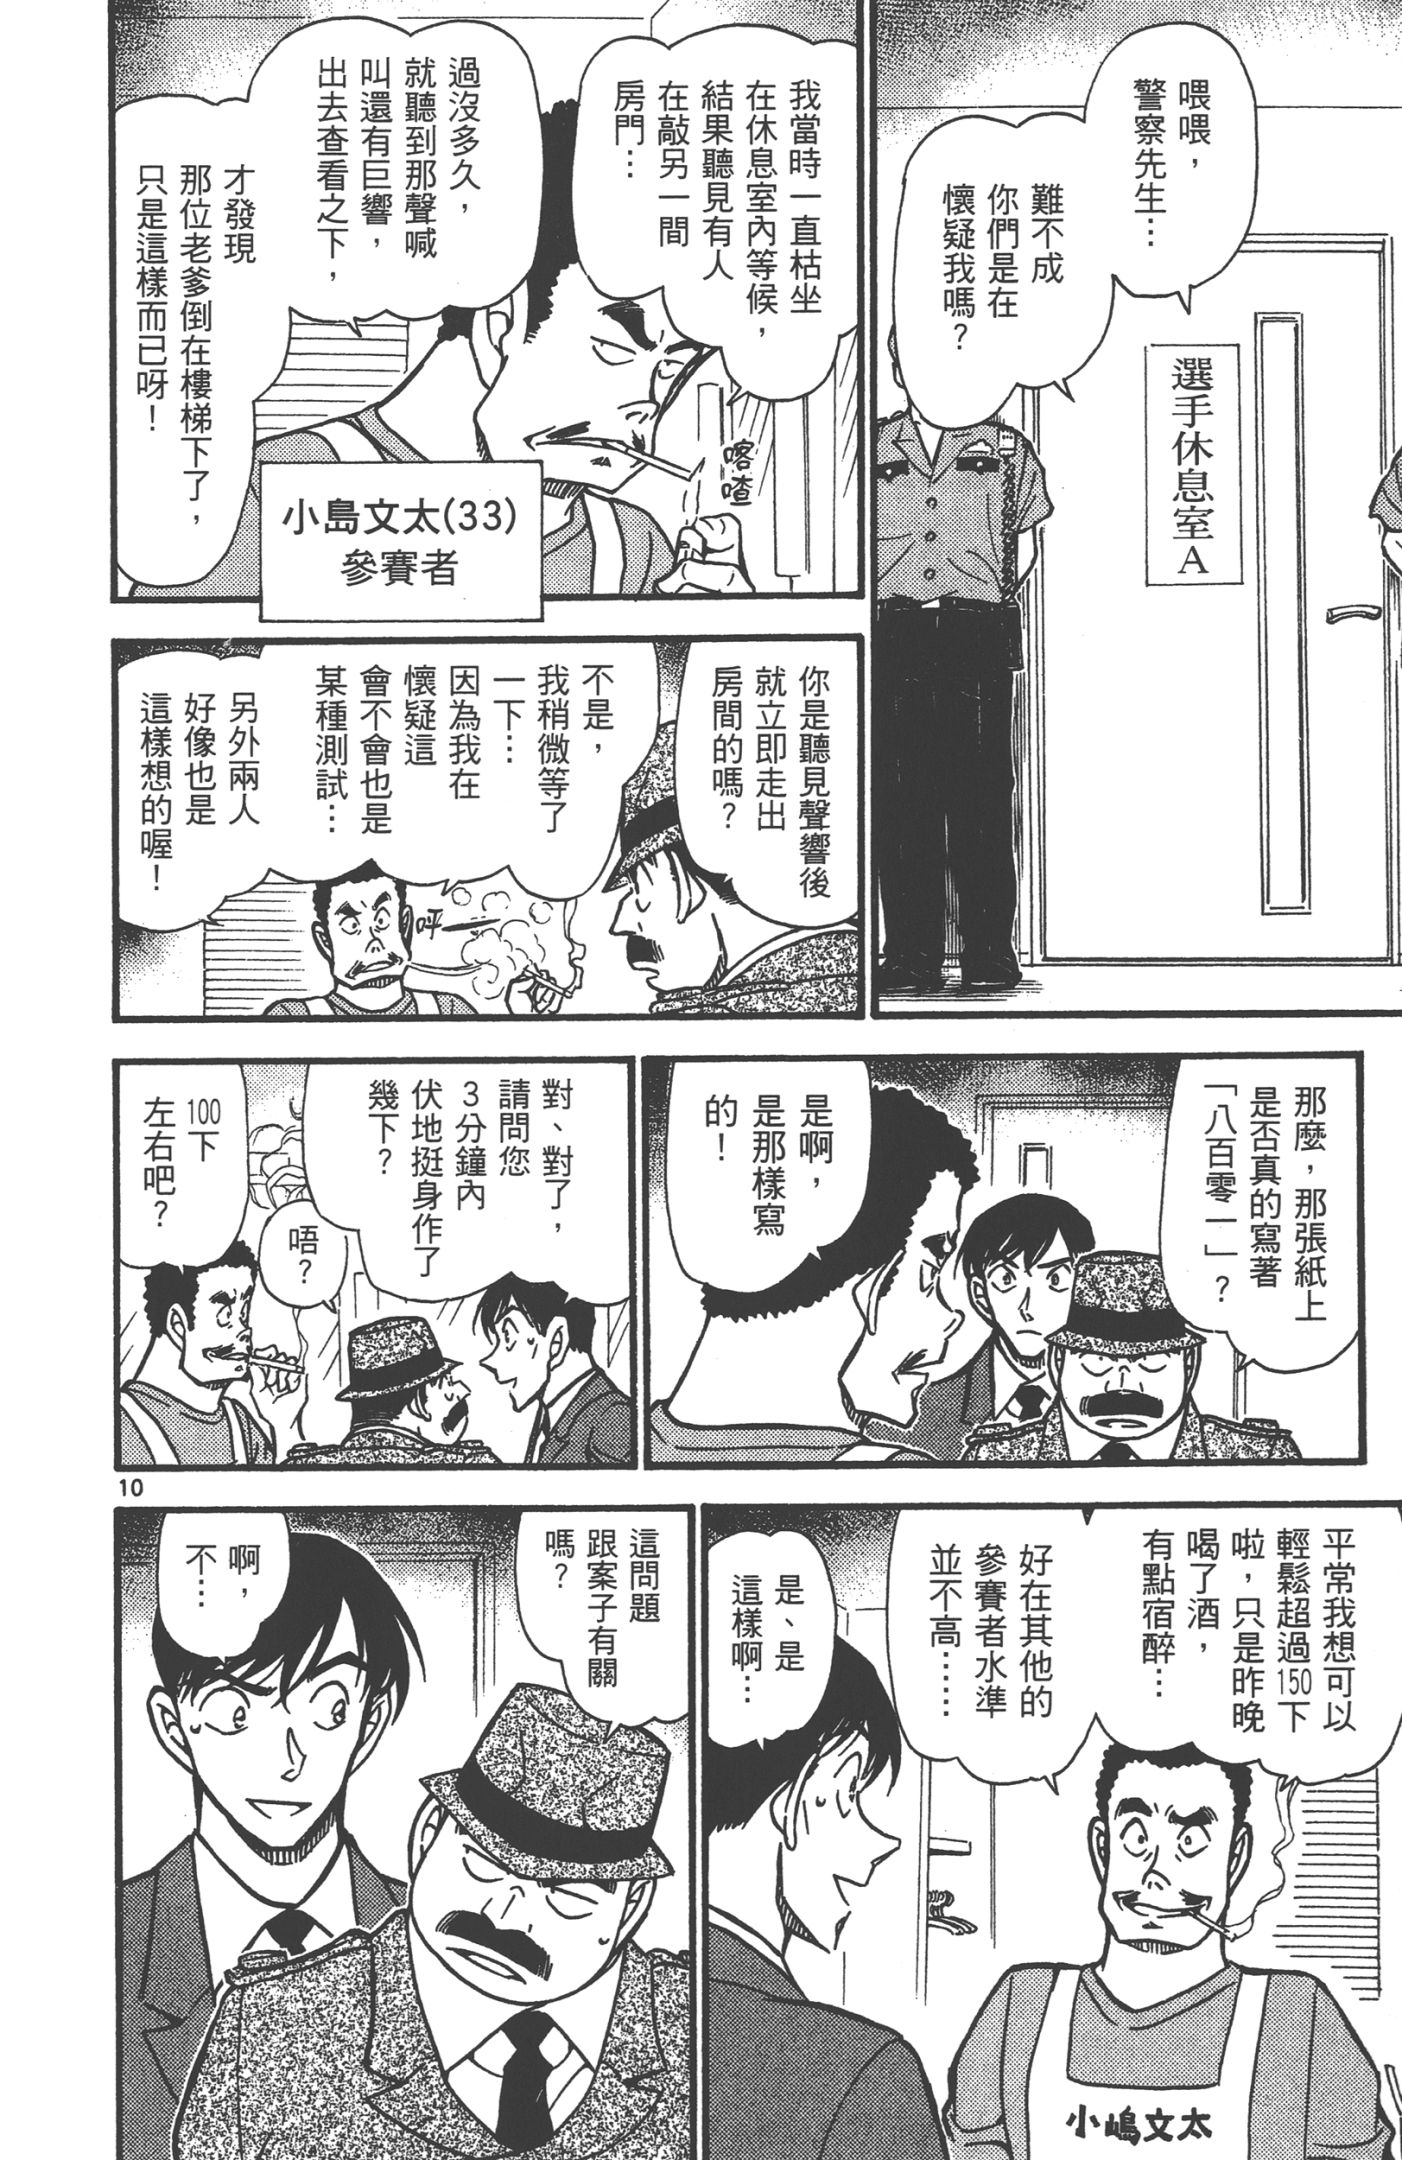 喂喂，
警察先生…
難不成
你們是在
懷疑我嗎？
選手休息室A
我當時一直枯坐
在休息室內等候，
結果聽見有人
在敲另一間
房門…
喀喳
過沒多久，
就聽到那聲喊
叫還有巨響，
出去查看之下，
才發現
那位老爹倒在樓梯下了，
只是這樣而已呀！
小島文太(33)
參賽者
你是聽見聲響後
就立即走出
房間的嗎？
不是，
我稍微等了
一下…
因為我在
懷疑這
會不會也是
某種測試…
另外兩人
好像也是
這樣想的喔！
呼
那麼，那張紙上
是否真的寫著
「八百零一」？
是啊，
是那樣寫
的！
對、對了，
請問您
3分鐘內
伏地挺身作了
幾下？
唔？
100下
左右吧？
10
平常我想可以
輕鬆超過150下
啦，只是昨晚
喝了酒，
有點宿醉…
好在其他的
參賽者水準
並不高……
是、是
這樣啊…
小嶋文太
這問題
跟案子有關
嗎？
啊，
不…